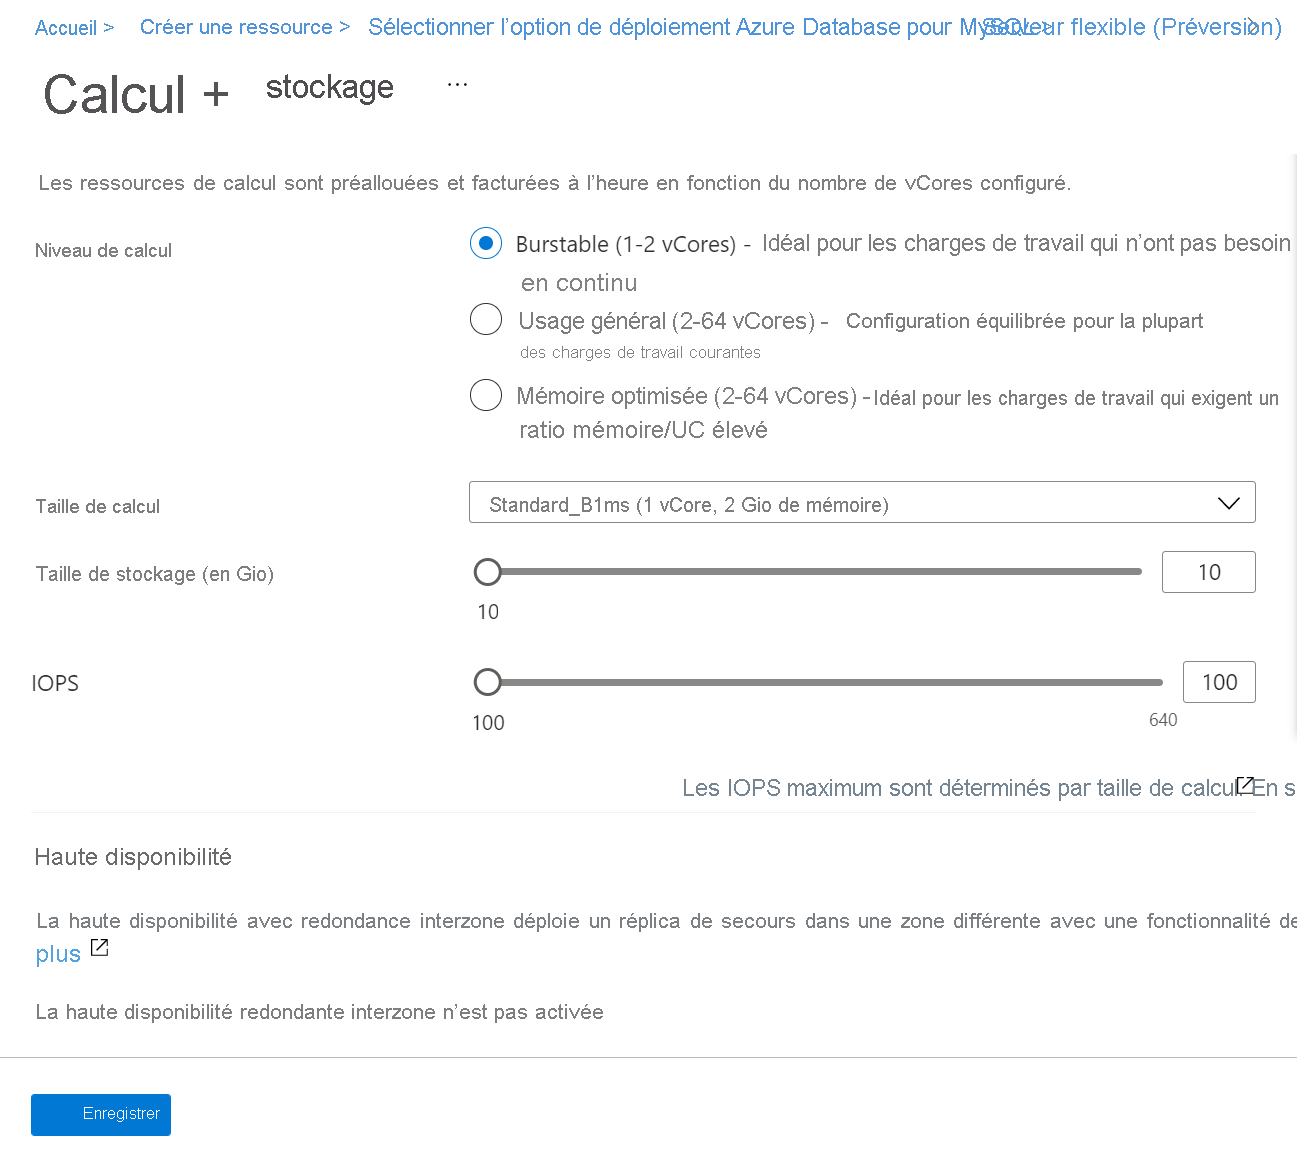 Accueil > Créer une ressource > Sélectionner l’option de déploiement Azure Database pour MySQL > Serveur flexible (Préversion) >
Calcul + stockage ...
Les ressources de calcul sont préallouées et facturées à l’heure en fonction du nombre de vCores configuré.
Niveau de calcul
Burstable (1-2 vCores) - Idéal pour les charges de travail qui n’ont pas besoin
en continu
Usage général (2-64 vCores) - Configuration équilibrée pour la plupart
des charges de travail courantes
Mémoire optimisée (2-64 vCores) - Idéal pour les charges de travail qui exigent un
ratio mémoire/UC élevé
Taille de calcul
Standard_B1ms (1 vCore, 2 Gio de mémoire)
Taille de stockage (en Gio)
10
10
IOPS
100
100
640
Les IOPS maximum sont déterminés par taille de calcul. En s
Haute disponibilité
La haute disponibilité avec redondance interzone déploie un réplica de secours dans une zone différente avec une fonctionnalité de
plus
La haute disponibilité redondante interzone n’est pas activée
Enregistrer